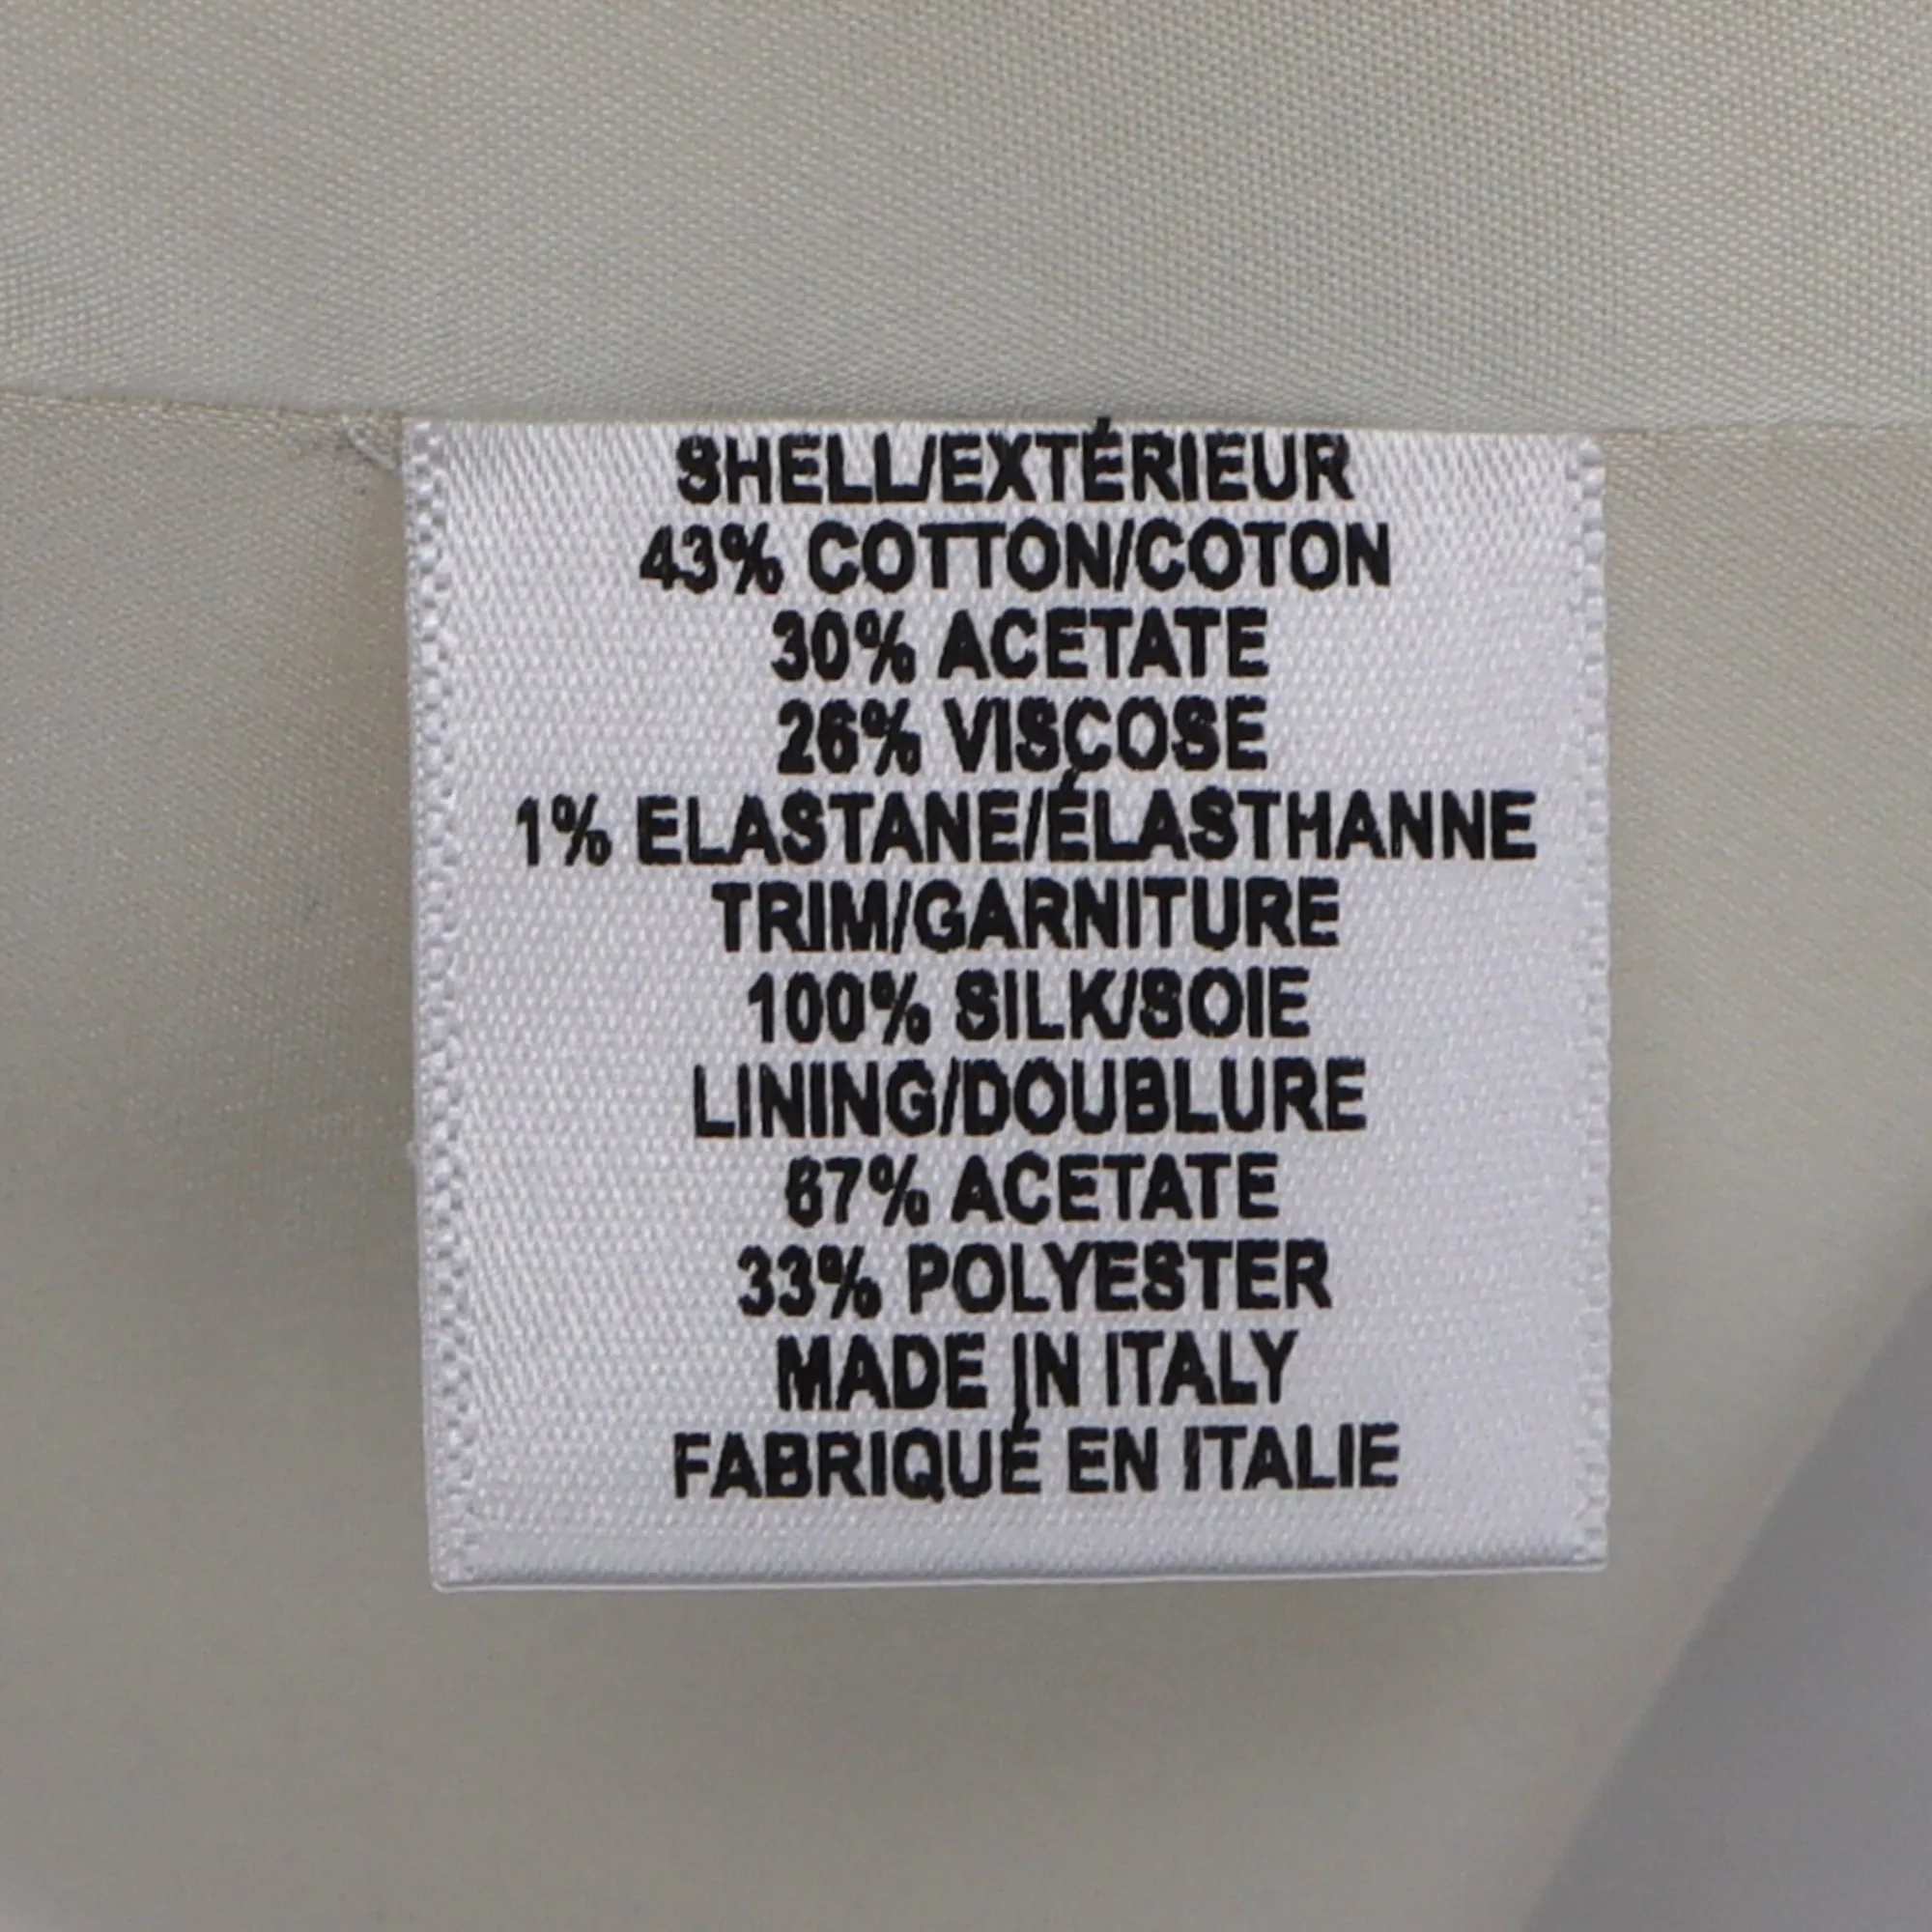 SHELL/EXTÉRIEUR
43% COTTON/COTON
30% ACETATE
26% VISCOSE
1% ELASTANE/ÉLASTHANNE
TRIM/GARNITURE
100% SILK/SOIE
LINING/DOUBLURE
67% ACETATE
33% POLYESTER
MADE IN ITALY
FABRIQUÉ EN ITALIE